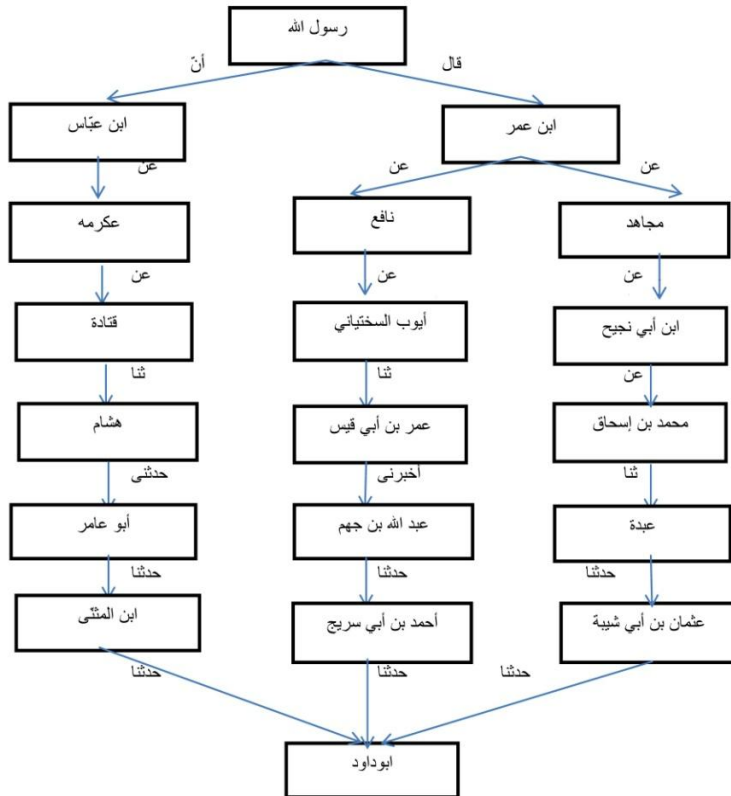 رسول الله
قال
أنّ
ابن عمر
ابن عبّاس
عن
عن
عن
مجاهد
نافع
عكرمه
عن
عن
عن
ابن أبي نجيح
أيوب السختياني
قتادة
عن
ثنا
ثنا
محمد بن إسحاق
عمر بن أبي قيس
هشام
ثنا
أخبرنى
حدثنى
عبدة
عبد الله بن جهم
أبو عامر
حدثنا
حدثنا
حدثنا
عثمان بن أبي شيبة
أحمد بن أبي سريج
ابن المثنّى
حدثنا
حدثنا
حدثنا
ابوداود